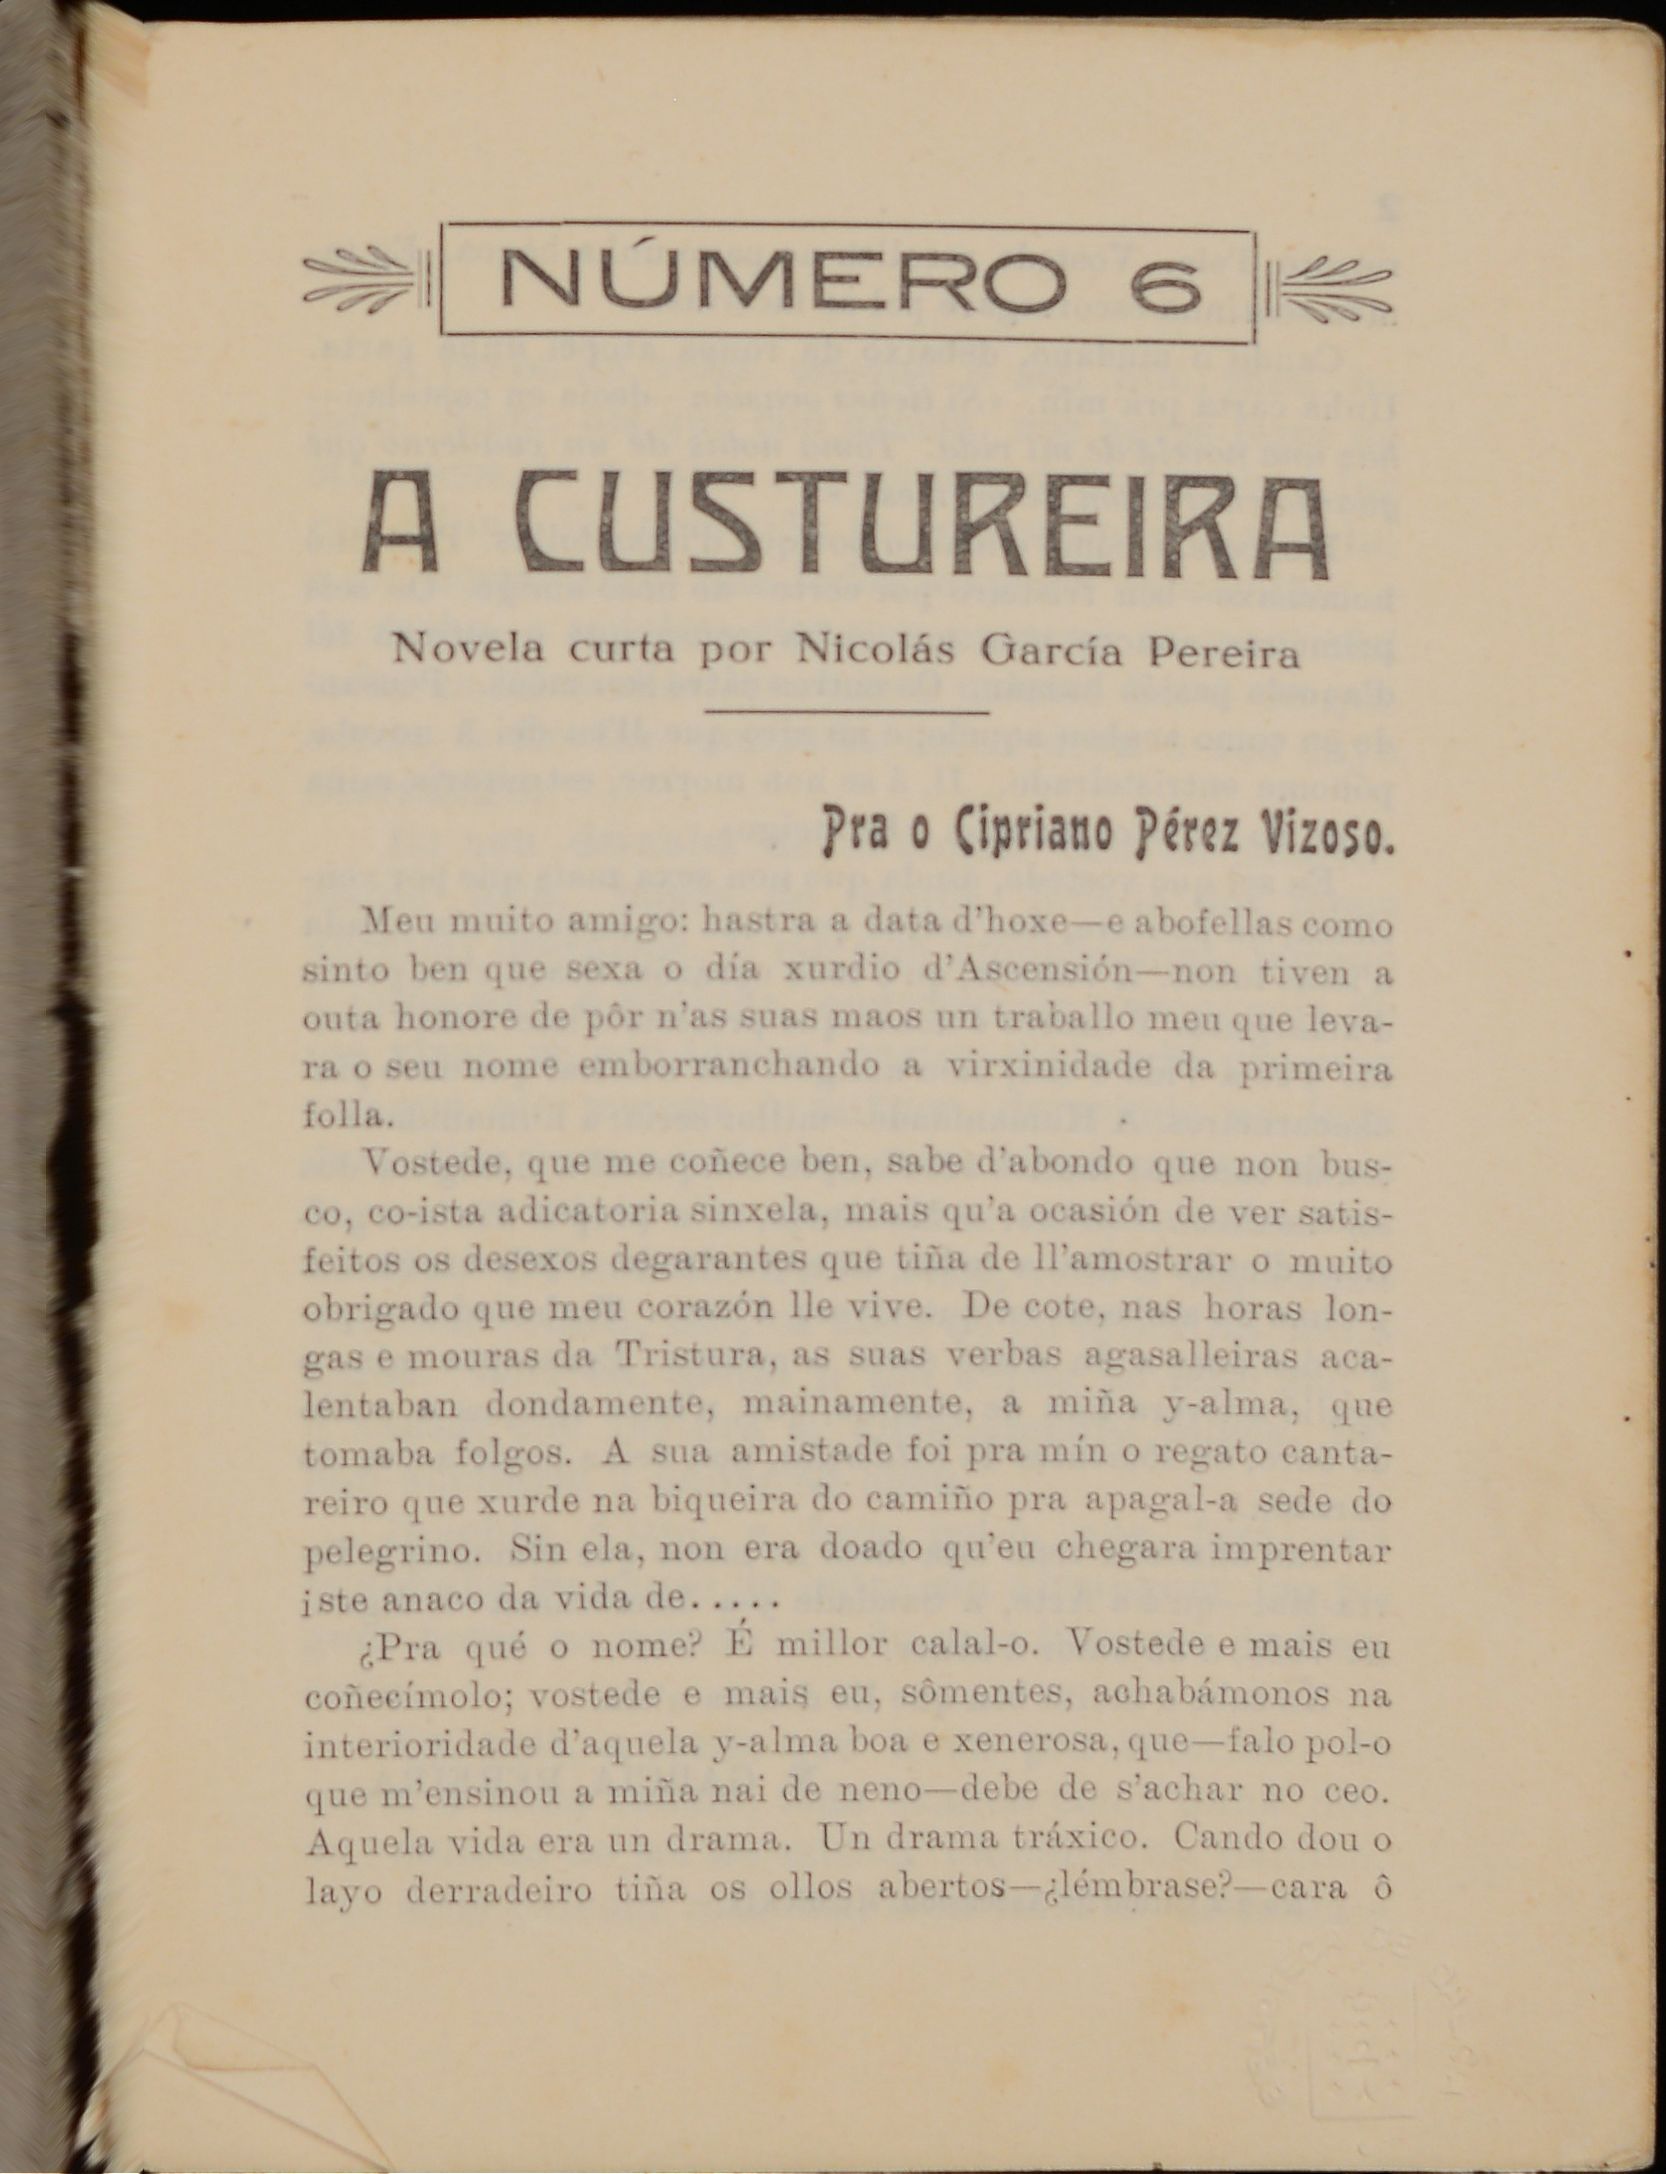 NÚMERO 6
A CUSTUREIRA
Novela curta por Nicolás García Pereira
Pra o Cipriano Pérez Vizoso.
Meu muito amigo: hastra a data d'hoxe—e abofellas como
sinto ben que sexa o día xurdio d'Ascensión—non tiven a
outa honore de pôr n'as suas maos un traballo meu que leva-
ra o seu nome emborranchando a virxinidade da primeira
folla.
Vostede, que me coñece ben, sabe d'abondo que non bus-
co, co-ista adicatoria sinxela, mais qu'a ocasión de ver satis-
feitos os desexos degarantes que tiña de ll'amostrar o muito
obrigado que meu corazón lle vive. De cote, nas horas lon-
gas e mouras da Tristura, as suas verbas agasalleiras aca-
lentaban dondamente, mainamente, a miña y-alma, que
tomaba folgos. A sua amistade foi pra mín o regato canta-
reiro que xurde na biqueira do camiño pra apagal-a sede do
pelegrino. Sin ela, non era doado qu'eu chegara imprentar
iste anaco da vida de.....
¿Pra qué o nome? É millor calal-o. Vostede e mais eu
coñecímolo; vostede e mais eu, sômentes, achabámonos na
interioridade d'aquela y-alma boa e xenerosa, que—falo pol-o
que m'ensinou a miña nai de neno—debe de s'achar no ceo.
Aquela vida era un drama. Un drama tráxico. Cando dou o
layo derradeiro tiña os ollos abertos—¿lémbrase?—cara ô